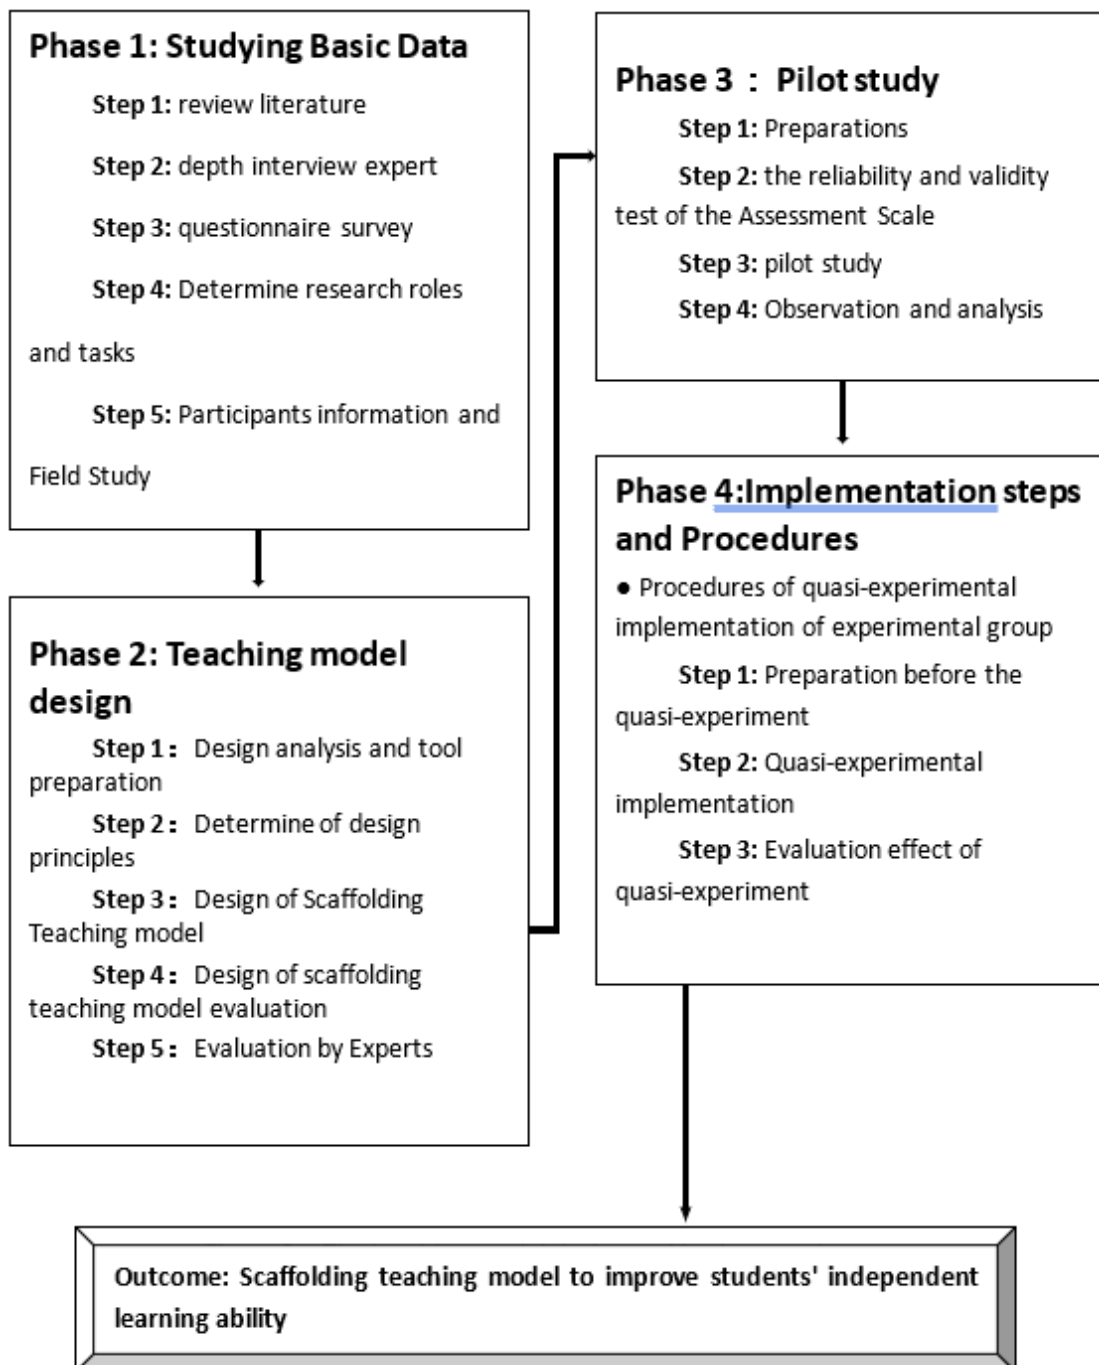 Phase 1: Studying Basic Data
Step 1: review literature
Step 2: depth interview expert
Step 3: questionnaire survey
Step 4: Determine research roles
and tasks
Step 5: Participants information and
Field Study
Phase 2: Teaching model
design
Step 1： Design analysis and tool
preparation
Step 2： Determine of design
principles
Step 3： Design of Scaffolding
Teaching model
Step 4： Design of scaffolding
teaching model evaluation
Step 5： Evaluation by Experts
Phase 3 ： Pilot study
Step 1: Preparations
Step 2: the reliability and validity
test of the Assessment Scale
Step 3: pilot study
Step 4: Observation and analysis
Phase 4:Implementation steps
and Procedures
● Procedures of quasi-experimental
implementation of experimental group
Step 1: Preparation before the
quasi-experiment
Step 2: Quasi-experimental
implementation
Step 3: Evaluation effect of
quasi-experiment
Outcome: Scaffolding teaching model to improve students' independent
learning ability